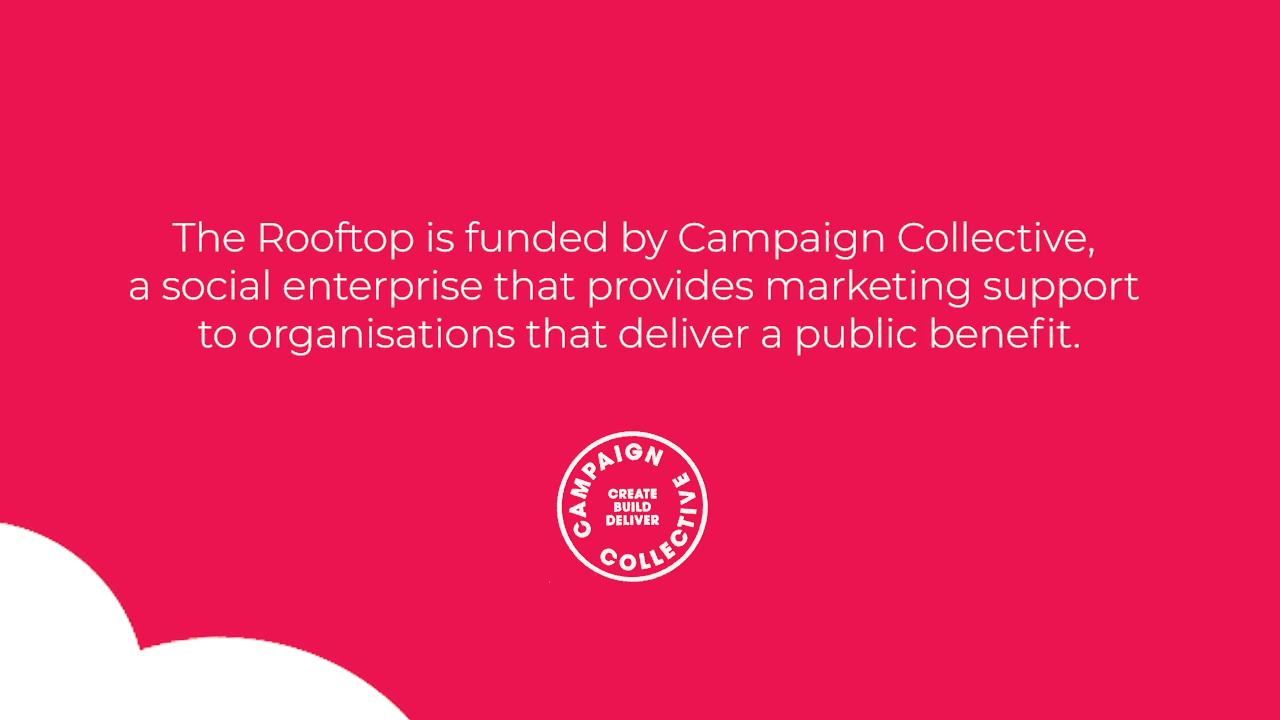 The Rooftop is funded by Campaign Collective,
a social enterprise that provides marketing support
to organisations that deliver a public benefit.
CAMPAIGN COLLECTIVE
CREATE
BUILD
DELIVER